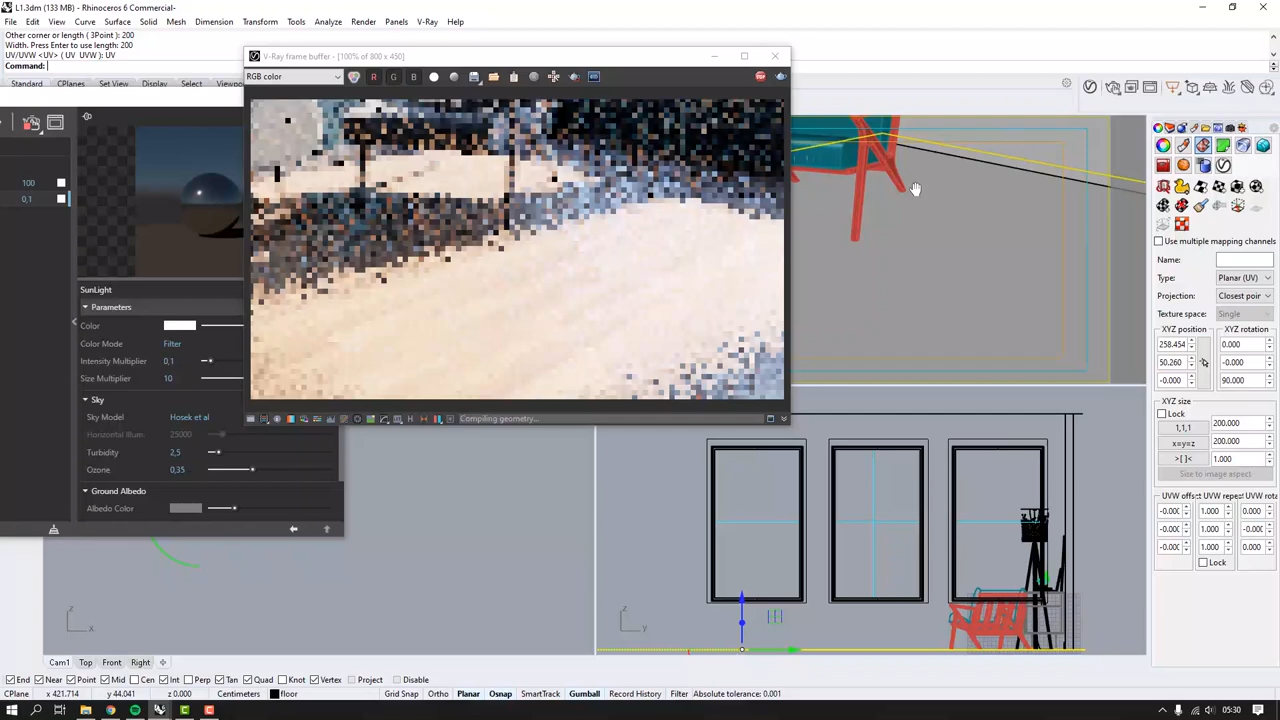 L1.3dm (133 MB) - Rhinoceros 6 Commercial-
File Edit View Curve Surface Solid Mesh Dimension Transform Tools Analyze Render Panels V-Ray Help
Other corner or length ( 3Point ): 200
Width. Press Enter to use length: 200
UV/UVW <UV> ( UV UVW ): UV
Command:
Standard CPlanes Set View Display Select
V-Ray frame buffer - [100% of 800 x 450]
RGB color
R G B
STOP
100
0,1
SunLight
Parameters
Color
Color Mode Filter
Intensity Multiplier 0,1
Size Multiplier 10
Sky
Sky Model Hosek et al
Horizontal Illum: 25000
Turbidity 2,5
Ozone 0,35
Ground Albedo
Albedo Color
H
Compiling geometry...
Use multiple mapping channels
Name:
Type: Planar (UV)
Projection: Closest poir
Texture space: Single
XYZ position XYZ rotation
258.454 0.000
50.260 -0.000
-0.000 90.000
XYZ size
Lock
1,1,1 200.000
x=y=z 200.000
>[]< 1.000
Size to image aspect
UVW offset UVW repeat UVW rotati
-0.000 1.000 0.000
-0.000 1.000 0.000
-0.000 1.000 0.000
Lock
z
x
z
y
Cam1 Top Front Right
End Near Point Mid Cen Int Perp Tan Quad Knot Vertex Project Disable
CPlane x 421.714 y 44.041 z 0.000 Centimeters floor Grid Snap Ortho Planar Osnap SmartTrack Gumball Record History Filter Absolute tolerance: 0.001
05:30